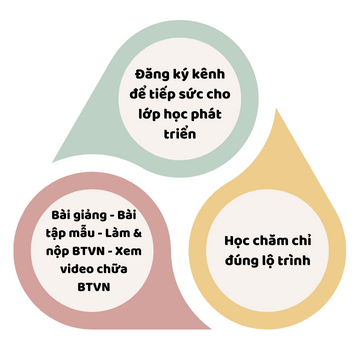 Đăng ký kênh
để tiếp sức cho
lớp học phát
triển
Bài giảng - Bài
tập mẫu - Làm &
nộp BTVN - Xem
video chữa
BTVN
Học chăm chỉ
đúng lộ trình